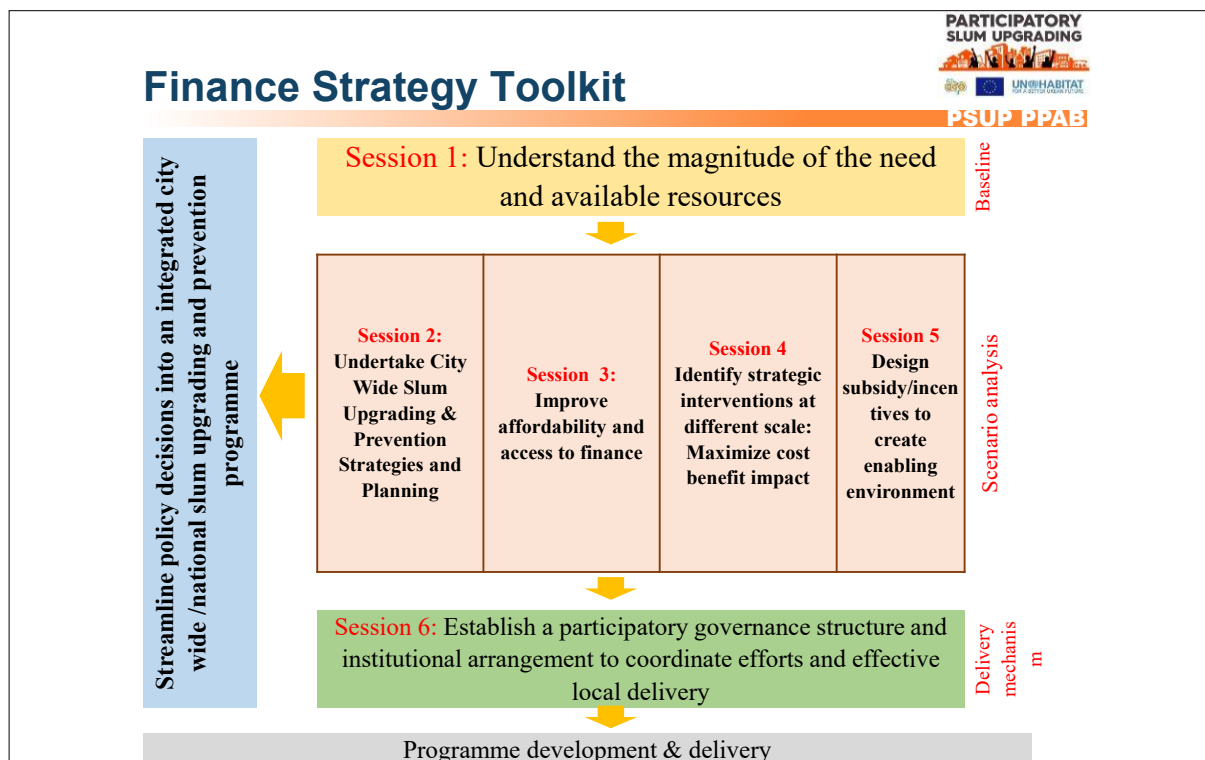 PARTICIPATORY
SLUM UPGRADING
Finance Strategy Toolkit
acp
UN HABITAT
FOR A BETTER URBAN FUTURE
PSUP PPAB
Streamline policy decisions into an integrated city
wide /national slum upgrading and prevention
programme
Session 1: Understand the magnitude of the need
and available resources
Baseline
Session 2:
Undertake City
Wide Slum
Upgrading &
Prevention
Strategies and
Planning
Session 3:
Improve
affordability and
access to finance
Session 4
Identify strategic
interventions at
different scale:
Maximize cost
benefit impact
Session 5
Design
subsidy/incen
tives to
create
enabling
environment
Scenario analysis
Session 6: Establish a participatory governance structure and
institutional arrangement to coordinate efforts and effective
local delivery
Delivery
mechanis
m
Programme development & delivery